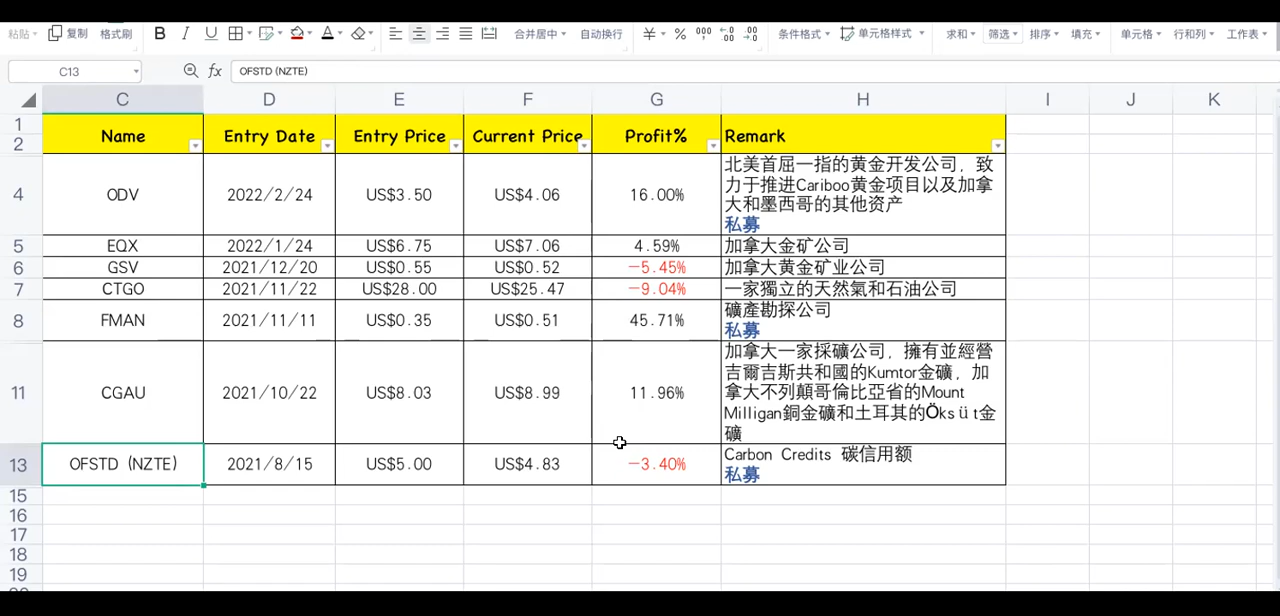 粘贴 复制 格式刷 B I U A 合并居中 自动换行 ¥ % 000 .00 .00 条件格式 单元格样式 求和 筛选 排序 填充 单元格 行和列 工作表
C13 fx OFSTD (NZTE)
C D E F G H I J K
1
2
Name Entry Date Entry Price Current Price Profit% Remark
4 ODV 2022/2/24 US$3.50 US$4.06 16.00%
北美首屈一指的黄金开发公司，致
力于推进Cariboo黄金项目以及加拿
大和墨西哥的其他资产
私募
5 EQX 2022/1/24 US$6.75 US$7.06 4.59% 加拿大金矿公司
6 GSV 2021/12/20 US$0.55 US$0.52 -5.45% 加拿大黄金矿业公司
7 CTGO 2021/11/22 US$28.00 US$25.47 -9.04% 一家獨立的天然氣和石油公司
8 FMAN 2021/11/11 US$0.35 US$0.51 45.71%
礦產勘探公司
私募
11 CGAU 2021/10/22 US$8.03 US$8.99 11.96%
加拿大一家採礦公司，擁有並經營
吉爾吉斯共和國的Kumtor金礦，加
拿大不列顛哥倫比亞省的Mount
Milligan銅金礦和土耳其的Öksüt金
礦
13 OFSTD (NZTE) 2021/8/15 US$5.00 US$4.83 -3.40%
Carbon Credits 碳信用额
私募
15
16
17
18
19